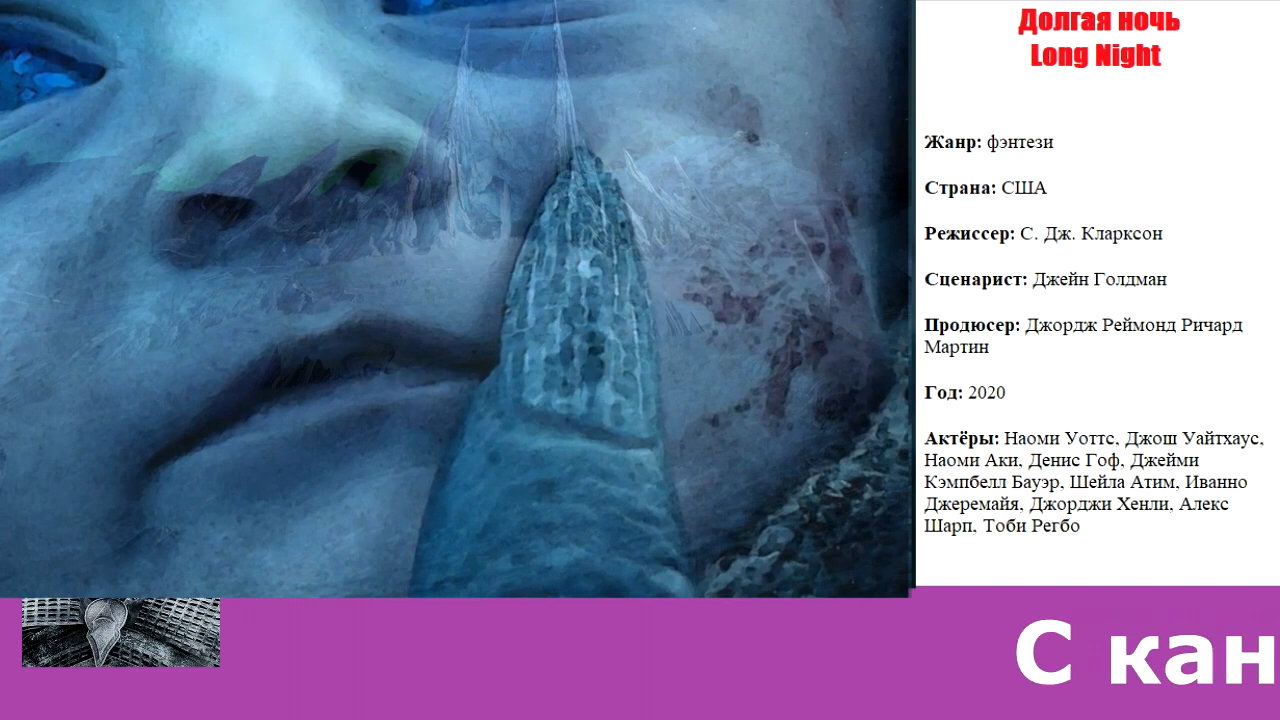 Долгая ночь
Long Night
Жанр: фэнтези
Страна: США
Режиссер: С. Дж. Кларксон
Сценарист: Джейн Голдман
Продюсер: Джордж Реймонд Ричард
Мартин
Год: 2020
Актёры: Наоми Уоттс, Джош Уайтхаус,
Наоми Аки, Денис Гоф, Джейми
Кэмпбелл Бауэр, Шейла Атим, Иванно
Джеремайя, Джорджи Хенли, Алекс
Шарп, Тоби Регбо
С кан